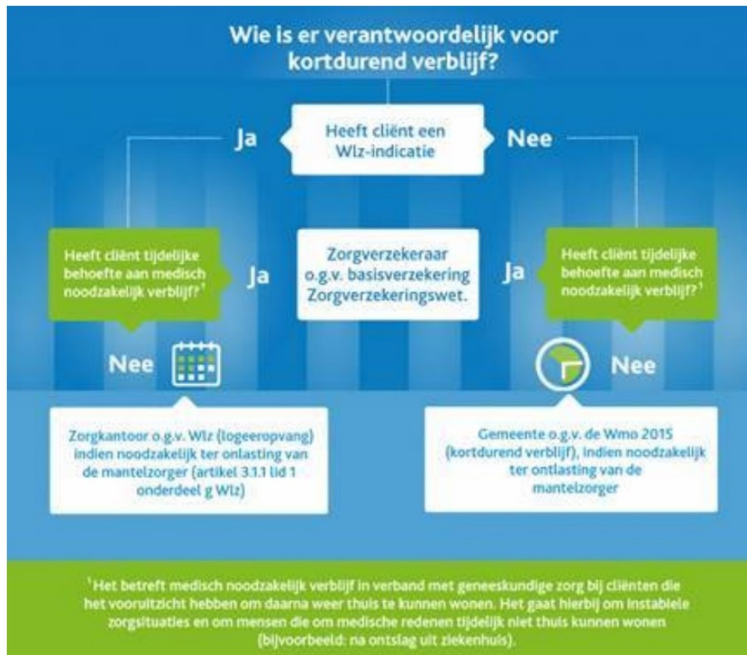 Wie is er verantwoordelijk voor
kortdurend verblijf?
Ja
Heeft cliënt een
Wlz-indicatie
Nee
Heeft cliënt tijdelijke
behoefte aan medisch
noodzakelijk verblijf?¹
Ja
Zorgverzekeraar
o.g.v. basisverzekering
Zorgverzekeringswet.
Ja
Heeft cliënt tijdelijke
behoefte aan medisch
noodzakelijk verblijf?¹
Nee
Nee
Zorgkantoor o.g.v. Wlz (logeeropvang)
indien noodzakelijk ter onlasting van
de mantelzorger (artikel 3.1.1 lid 1
onderdeel g Wlz)
Gemeente o.g.v. de Wmo 2015
(kortdurend verblijf), indien noodzakelijk
ter ontlasting van de
mantelzorger
¹Het betreft medisch noodzakelijk verblijf in verband met geneeskundige zorg bij cliënten die
het vooruitzicht hebben om daarna weer thuis te kunnen wonen. Het gaat hierbij om Instabiele
zorgsituaties en om mensen die om medische redenen tijdelijk niet thuis kunnen wonen
(bijvoorbeeld: na ontslag uit ziekenhuis).